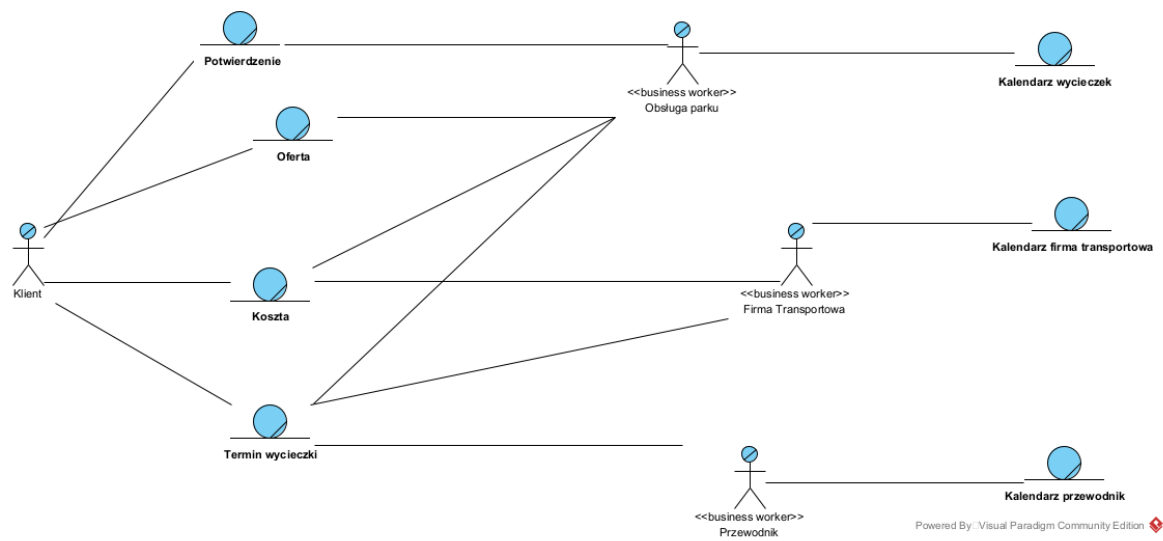 Potwierdzenie
<<business worker>>
Obsługa parku
Kalendarz wycieczek
Oferta
Klient
Koszta
<<business worker>>
Firma Transportowa
Kalendarz firma transportowa
Termin wycieczki
<<business worker>>
Przewodnik
Kalendarz przewodnik
Powered By Visual Paradigm Community Edition